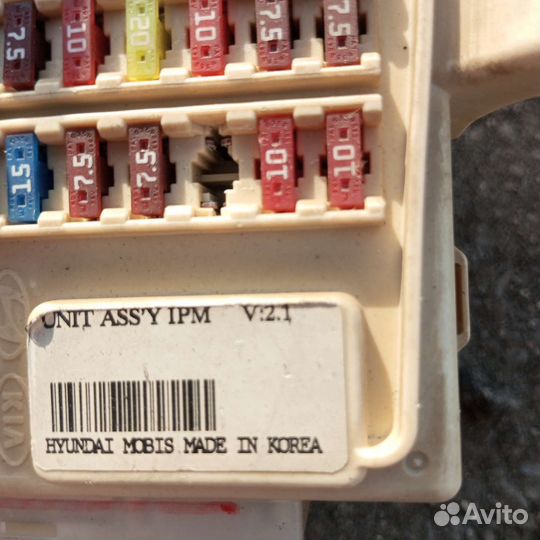 7.5 10 20 10 7.5 7.5
15 7.5 7.5 10 10
UNIT ASS'Y IPM V:2.1
HYUNDAI MOBIS MADE IN KOREA
KIA
Avito